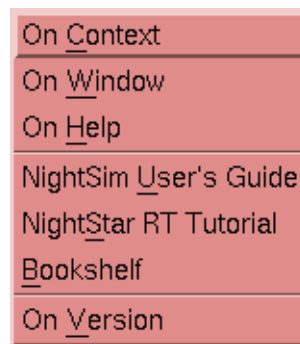 On Context
On Window
On Help
NightSim User's Guide
NightStar RT Tutorial
Bookshelf
On Version